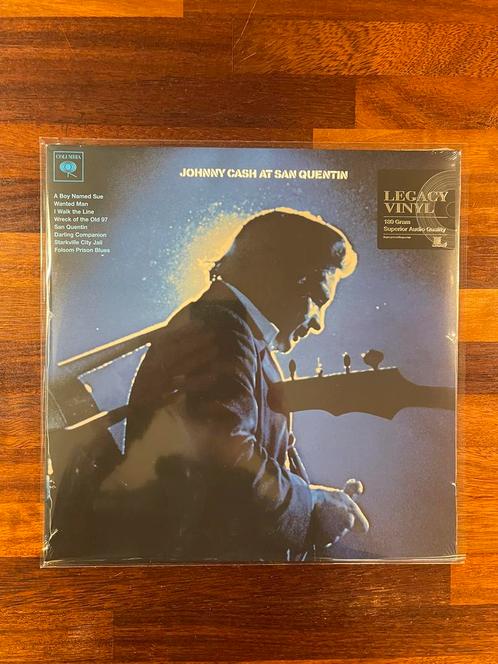 COLUMBIA
JOHNNY CASH AT SAN QUENTIN
A Boy Named Sue
Wanted Man
I Walk the Line
Wreck of the Old 97
San Quentin
Darling Companion
Starkville City Jail
Folsom Prison Blues
LEGACY
VINYL
180 Gram
Superior Audio Quality